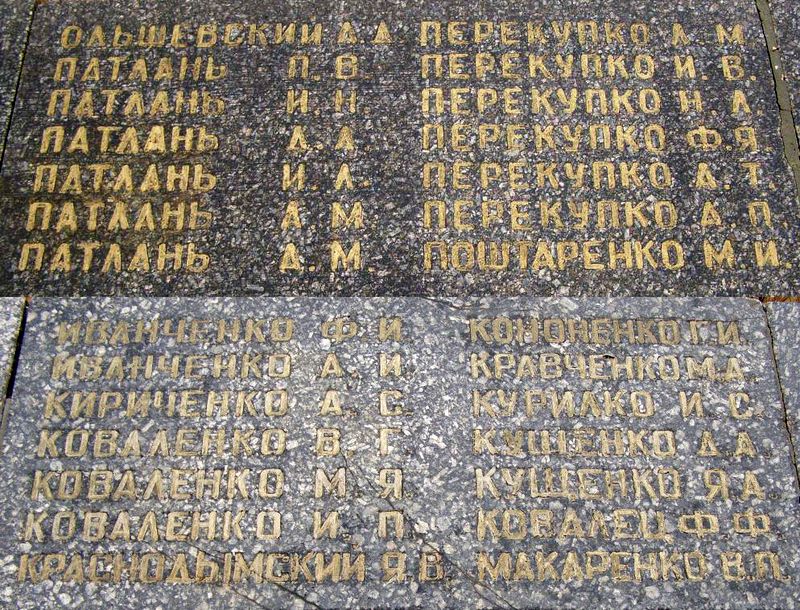 ОЛЬШЕВСКИЙ А.Д.
ПАТЛАНЬ П. В.
ПАТЛАНЬ И. Н.
ПАТЛАНЬ А. А.
ПАТЛАНЬ И. А.
ПАТЛАНЬ А. М.
ПАТЛАНЬ Д. М.
ПЕРЕКУПКО А. М.
ПЕРЕКУПКО И. В.
ПЕРЕКУПКО Н. Л.
ПЕРЕКУПКО Ф.Я.
ПЕРЕКУПКО А. Т.
ПЕРЕКУПКО Д. П.
ПОШТАРЕНКО М. И.
ИВАНЧЕНКО Ф. И.
ИВАНЧЕНКО А. И.
КИРИЧЕНКО А. С.
КОВАЛЕНКО В. Г.
КОВАЛЕНКО М. Я.
КОВАЛЕНКО И. П.
КРАСНОДЫМСКИЙ Я.В.
КОНОНЕНКО Г.И.
КРАВЧЕНКО М.Д.
КУРИЛКО И. С.
КУЩЕНКО Д. А.
КУЩЕНКО Я. А.
КОВАЛЕЦ Ф. Ф.
МАКАРЕНКО В.П.